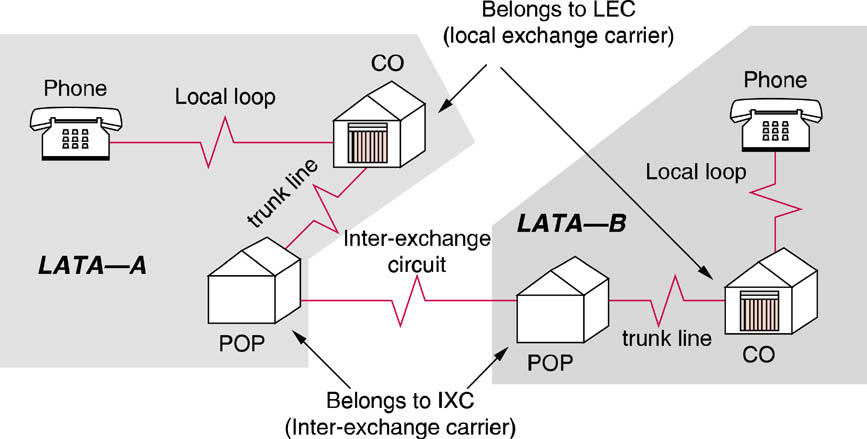 Belongs to LEC
(local exchange carrier)
CO
Phone
Local loop
trunk line
LATA—A
POP
Inter-exchange
circuit
LATA—B
Phone
Local loop
POP
trunk line
CO
Belongs to IXC
(Inter-exchange carrier)